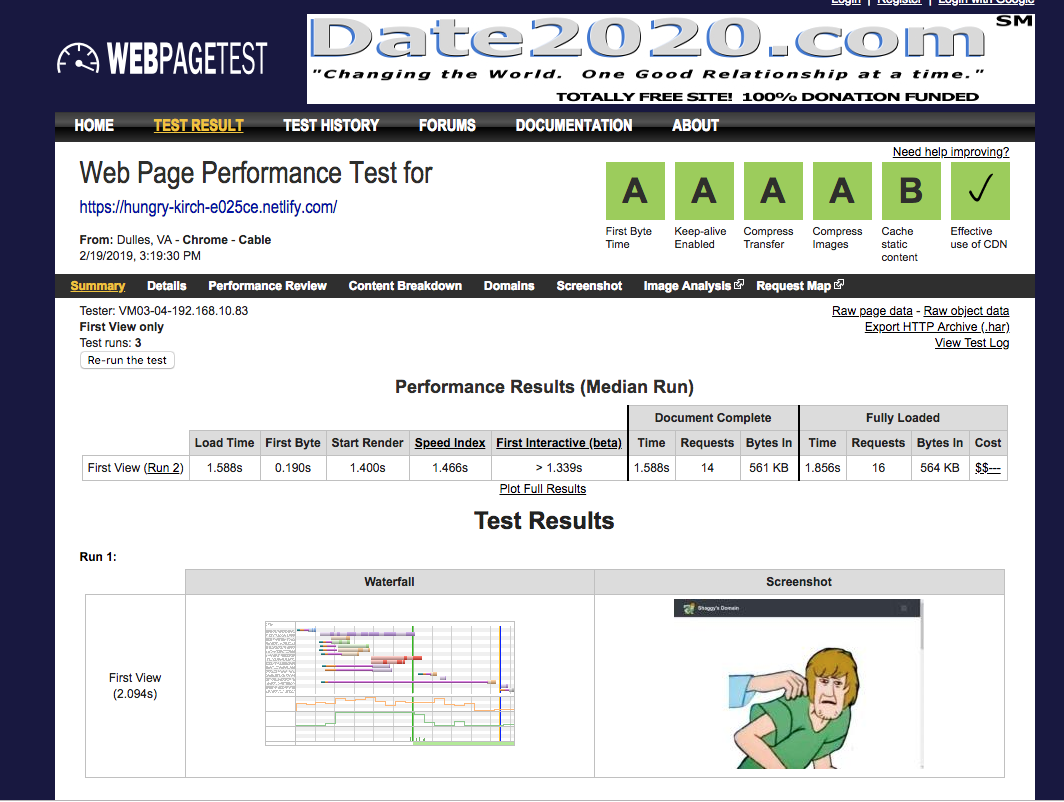 Login | Register | Login with Google
WEBPAGETEST
Date2020.com SM
"Changing the World. One Good Relationship at a time."
TOTALLY FREE SITE! 100% DONATION FUNDED
HOME TEST RESULT TEST HISTORY FORUMS DOCUMENTATION ABOUT
Need help improving?
Web Page Performance Test for
https://hungry-kirch-e025ce.netlify.com/
From: Dulles, VA - Chrome - Cable
2/19/2019, 3:19:30 PM
A A A A B ✓
First Byte Time
Keep-alive Enabled
Compress Transfer
Compress Images
Cache static content
Effective use of CDN
Summary Details Performance Review Content Breakdown Domains Screenshot Image Analysis Request Map
Tester: VM03-04-192.168.10.83
First View only
Test runs: 3
Re-run the test
Raw page data - Raw object data
Export HTTP Archive (.har)
View Test Log
Performance Results (Median Run)
Document Complete Fully Loaded
Load Time First Byte Start Render Speed Index First Interactive (beta) Time Requests Bytes In Time Requests Bytes In Cost
First View (Run 2) 1.588s 0.190s 1.400s 1.466s > 1.339s 1.588s 14 561 KB 1.856s 16 564 KB $$---
Plot Full Results
Test Results
Run 1:
Waterfall Screenshot
First View
(2.094s)
Shaggy's Domain